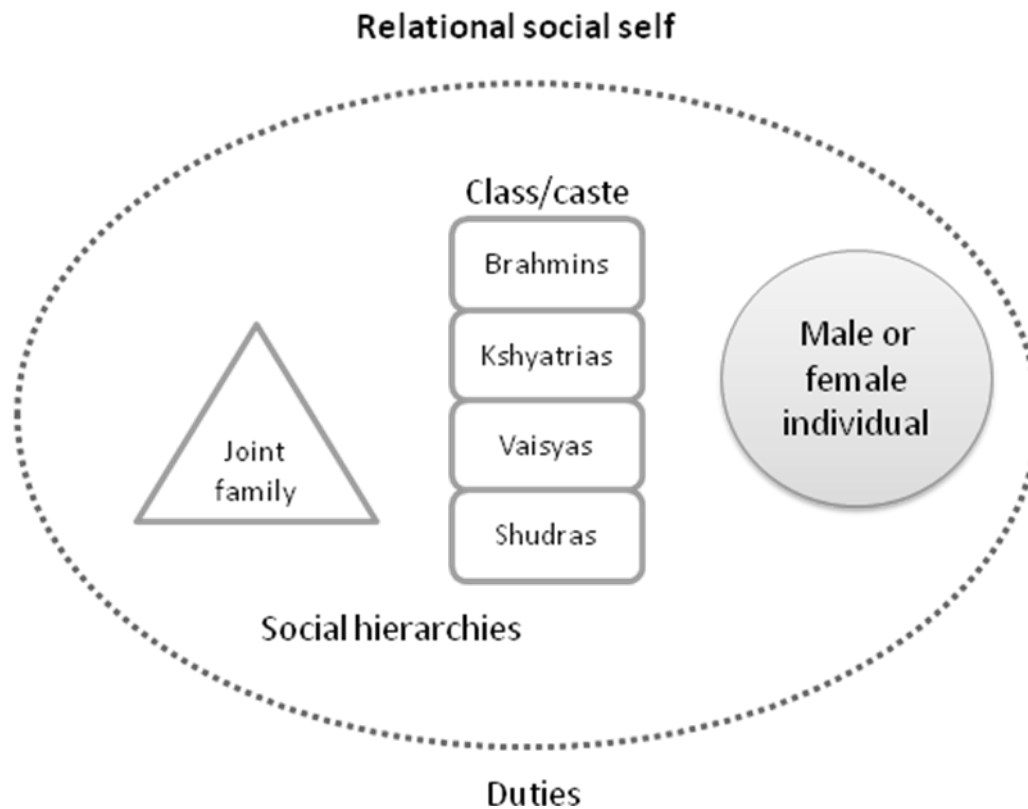 Relational social self
Class/caste
Brahmins
Kshyatrias
Vaisyas
Shudras
Joint
family
Male or
female
individual
Social hierarchies
Duties